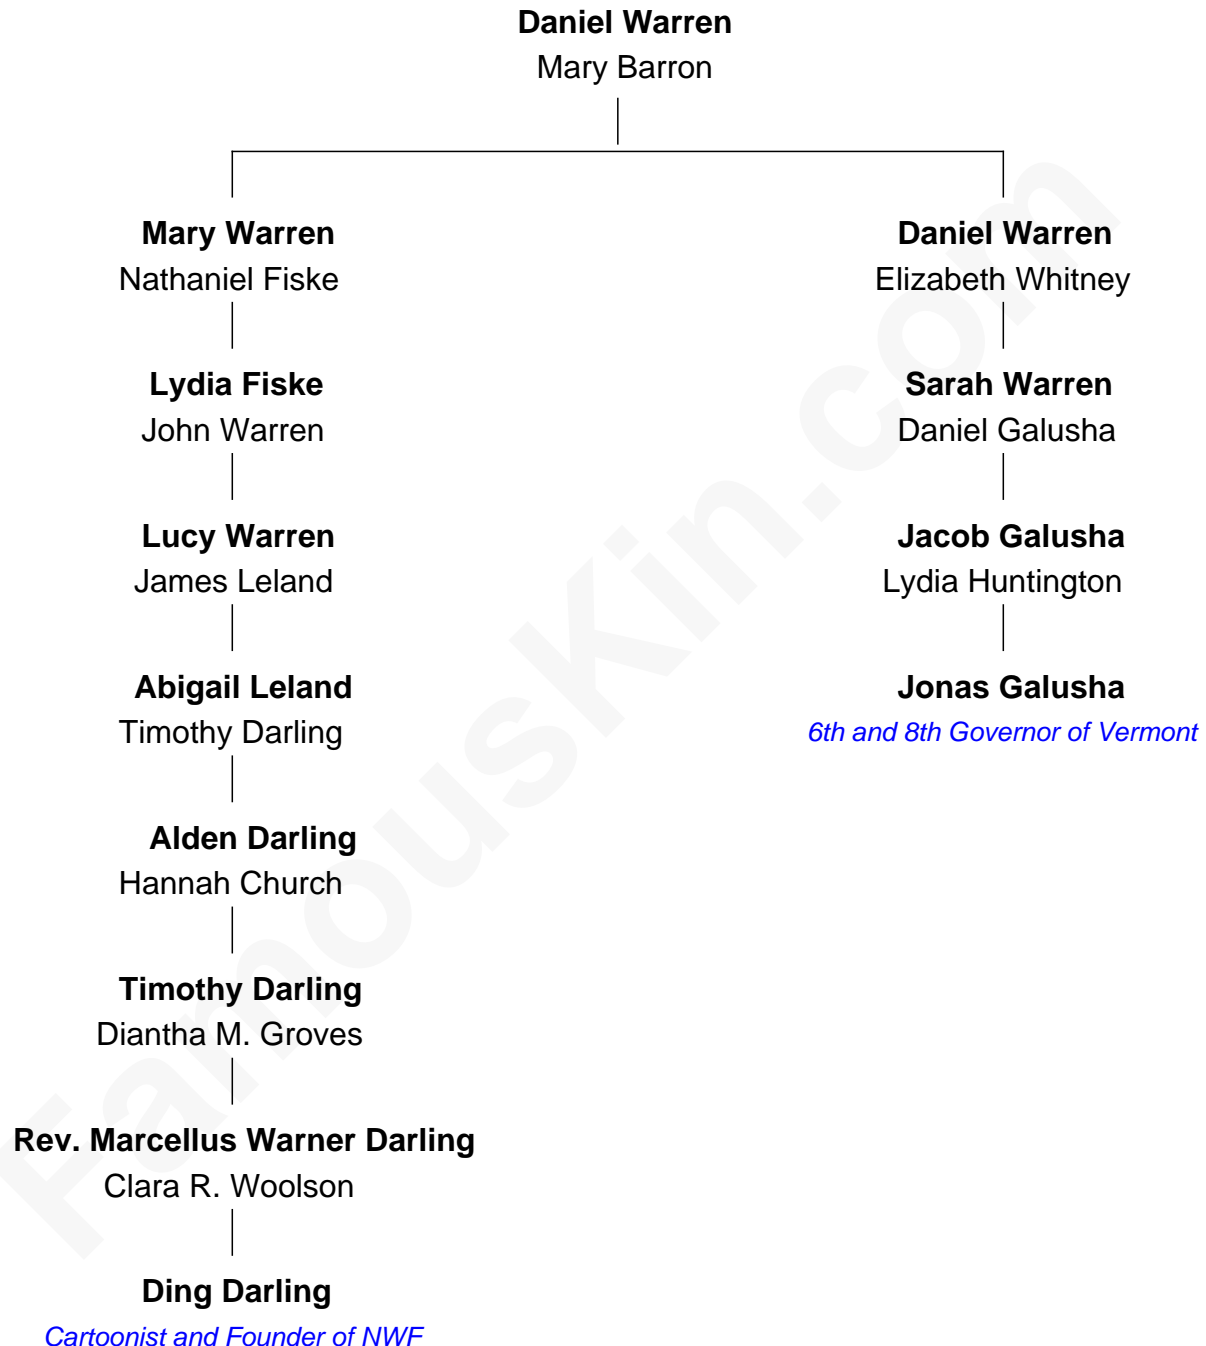 Daniel Warren
Mary Barron
Mary Warren
Nathaniel Fiske
Daniel Warren
Elizabeth Whitney
Lydia Fiske
John Warren
Sarah Warren
Daniel Galusha
Lucy Warren
James Leland
Jacob Galusha
Lydia Huntington
Abigail Leland
Timothy Darling
Jonas Galusha
6th and 8th Governor of Vermont
Alden Darling
Hannah Church
Timothy Darling
Diantha M. Groves
Rev. Marcellus Warner Darling
Clara R. Woolson
Ding Darling
Cartoonist and Founder of NWF
FamousKin.com